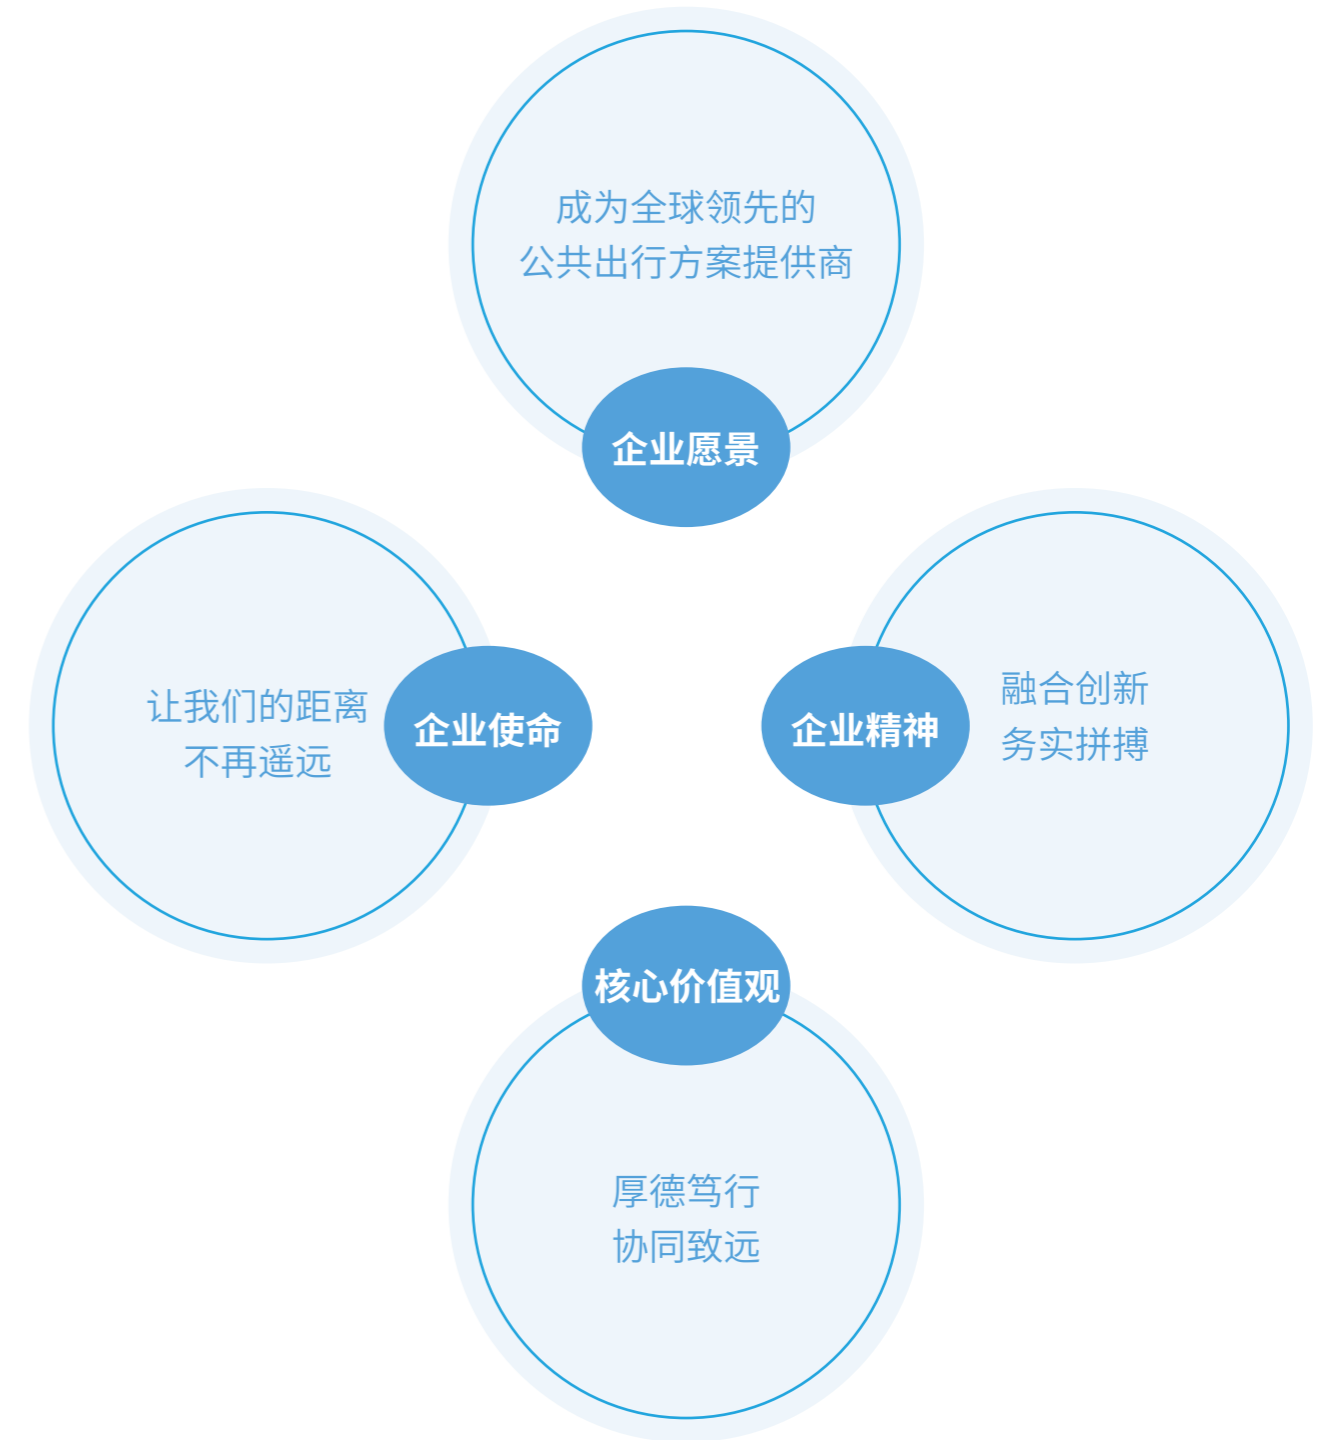 成为全球领先的
公共出行方案提供商
企业愿景
让我们的距离
不再遥远
企业使命
企业精神
融合创新
务实拼搏
核心价值观
厚德笃行
协同致远